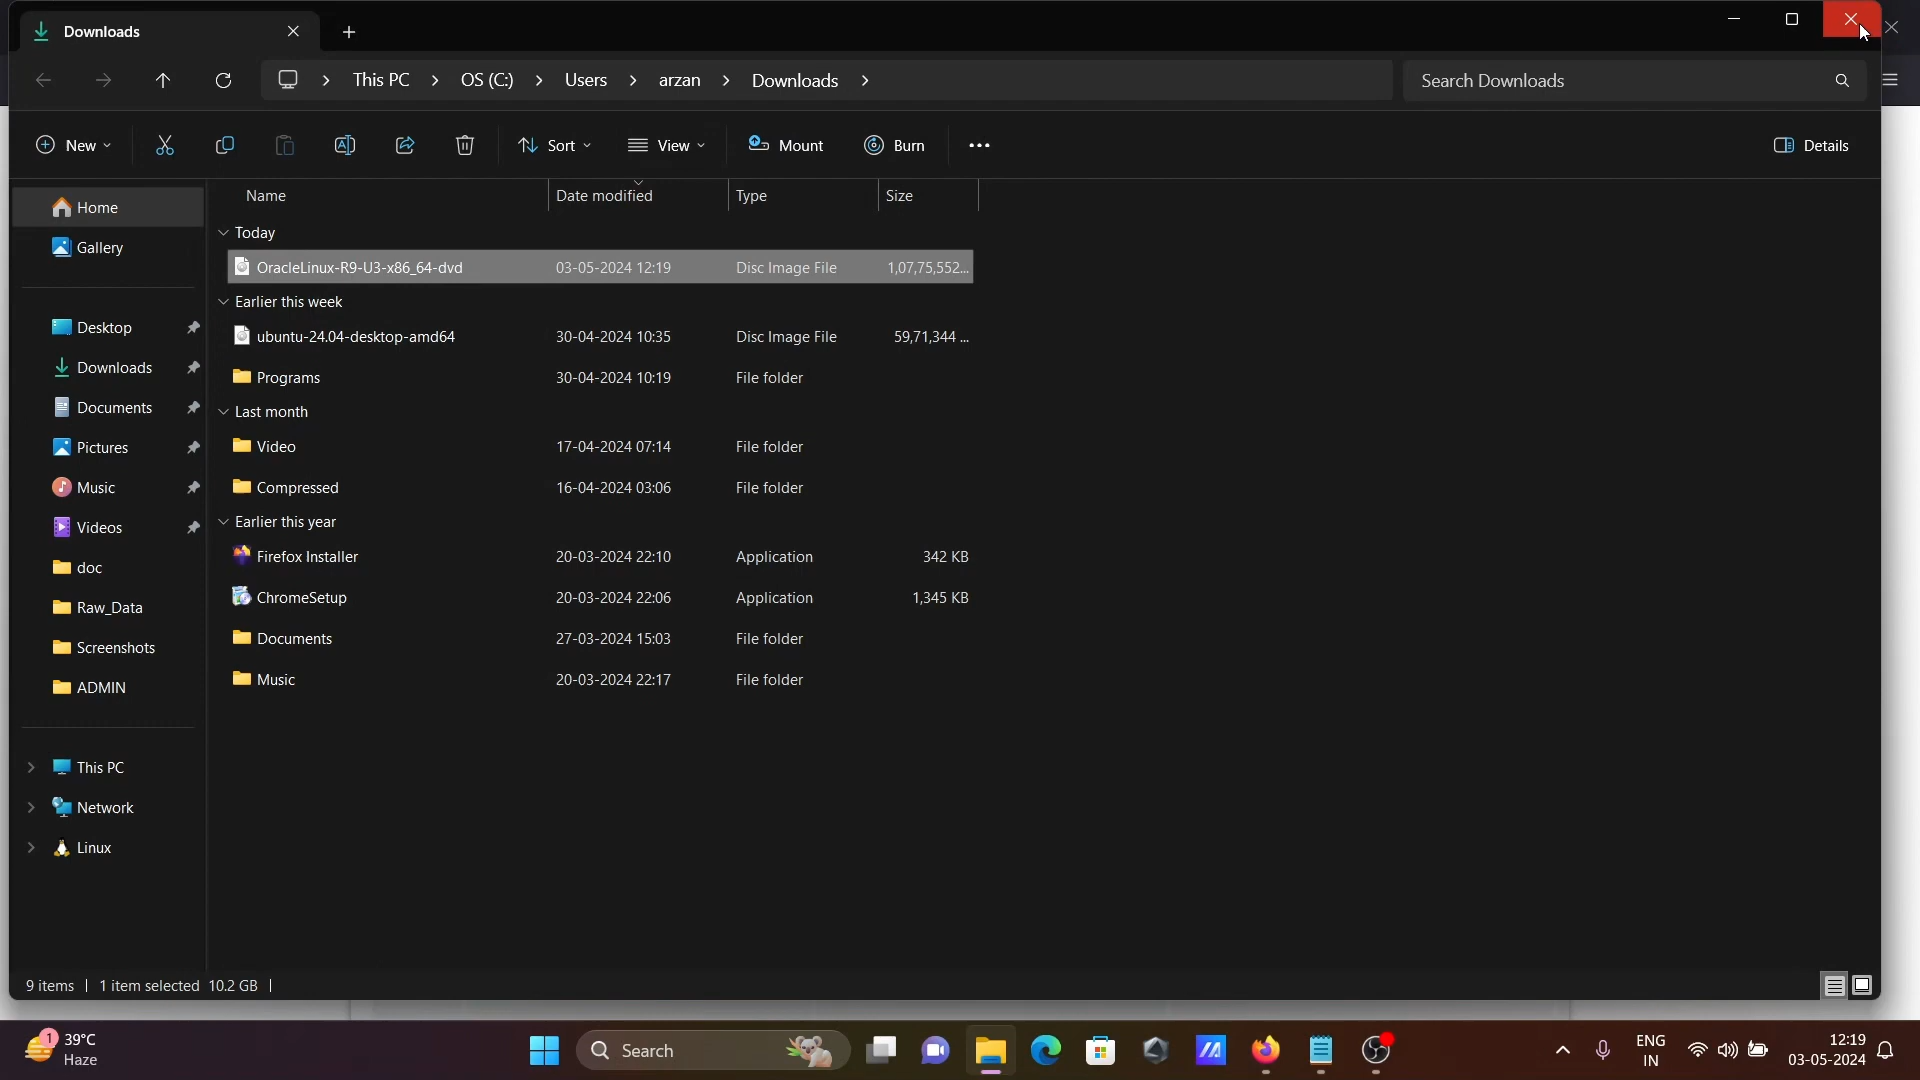 Downloads
This PC
OS (C:)
Users
arzan
Downloads
Search Downloads
New
Sort
View
Mount
Burn
Details
Name
Date modified
Type
Size
Home
Gallery
Desktop
Downloads
Documents
Pictures
Music
Videos
doc
Raw_Data
Screenshots
ADMIN
This PC
Network
Linux
Today
OracleLinux-R9-U3-x86_64-dvd 03-05-2024 12:19 Disc Image File 1,07,75,552...
Earlier this week
ubuntu-24.04-desktop-amd64 30-04-2024 10:35 Disc Image File 59,71,344 ...
Programs 30-04-2024 10:19 File folder
Last month
Video 17-04-2024 07:14 File folder
Compressed 16-04-2024 03:06 File folder
Earlier this year
Firefox Installer 20-03-2024 22:10 Application 342 KB
ChromeSetup 20-03-2024 22:06 Application 1,345 KB
Documents 27-03-2024 15:03 File folder
Music 20-03-2024 22:17 File folder
9 items 1 item selected 10.2 GB
1
39°C
Haze
Search
ENG
IN
12:19
03-05-2024